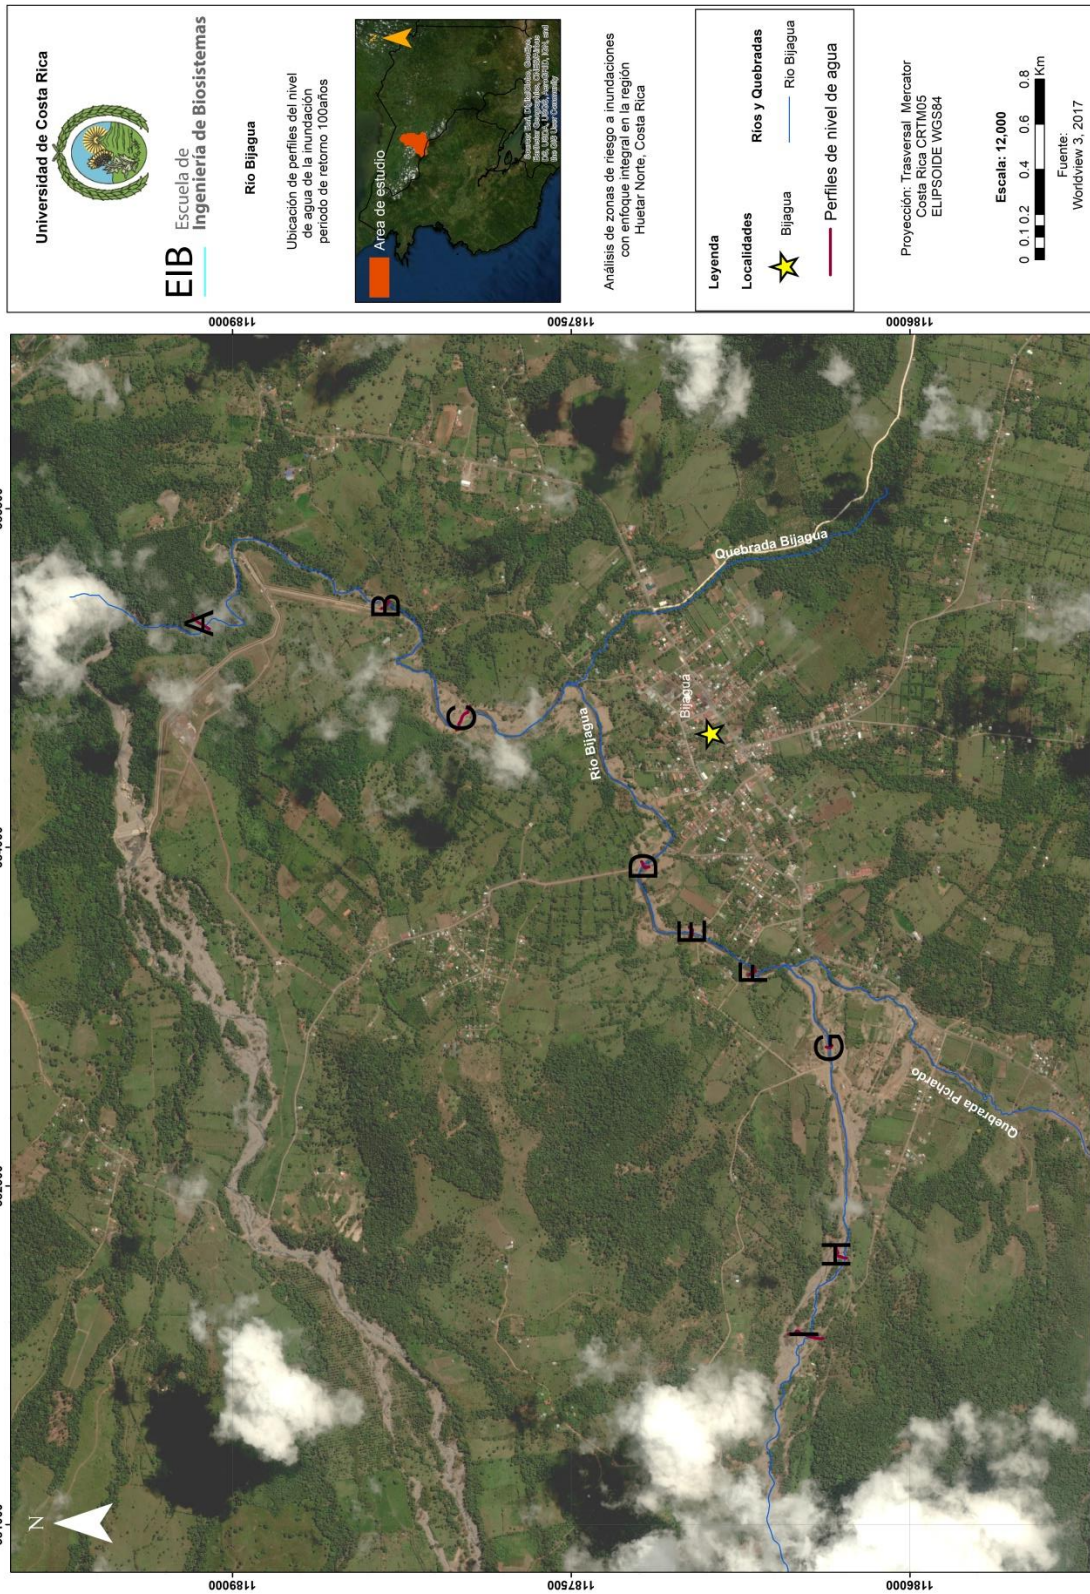 Universidad de Costa Rica
EIB
Escuela de
Ingeniería de Biosistemas
Rio Bijagua
Ubicación de perfiles del nivel
de agua de la inundación
periodo de retorno 100años
Area de estudio
Análisis de zonas de riesgo a inundaciones
con enfoque integral en la región
Huetar Norte, Costa Rica
Leyenda
Localidades
Bijagua
Perfiles de nivel de agua
Rios y Quebradas
Rio Bijagua
Proyección: Trasversal Mercator
Costa Rica CRTM05
ELIPSOIDE WGS84
Escala: 12,000
0 0.1 0.2 0.4 0.6 0.8
Km
Fuente:
Worldview 3, 2017
N
1189000
1189000
1187500
1187500
1186000
1186000
A
B
C
D
E
F
G
H
I
Rio Bijagua
Quebrada Bijagua
Bijagua
Quebrada Pichardo